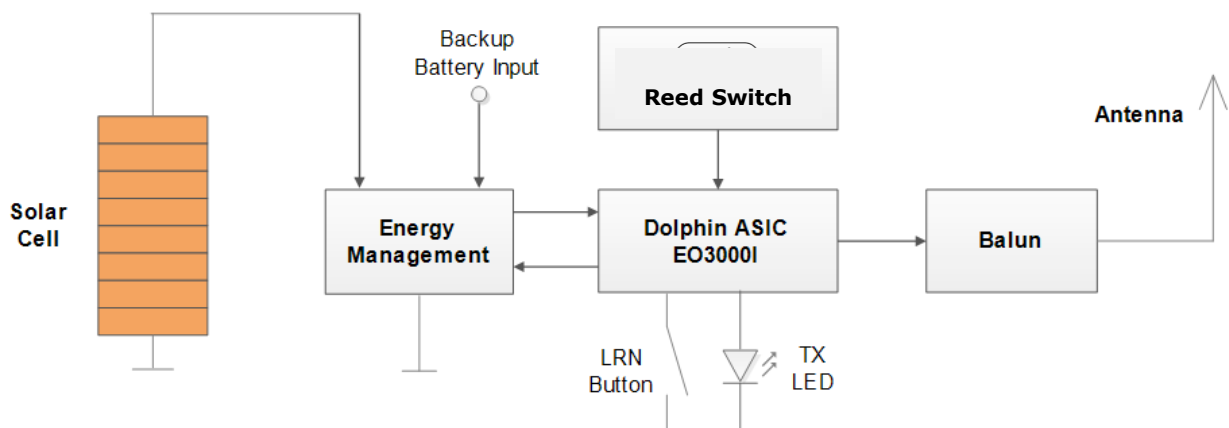 Backup
Battery Input
Reed Switch
Antenna
Solar
Cell
Energy
Management
Dolphin ASIC
EO3000I
Balun
LRN
Button
TX
LED